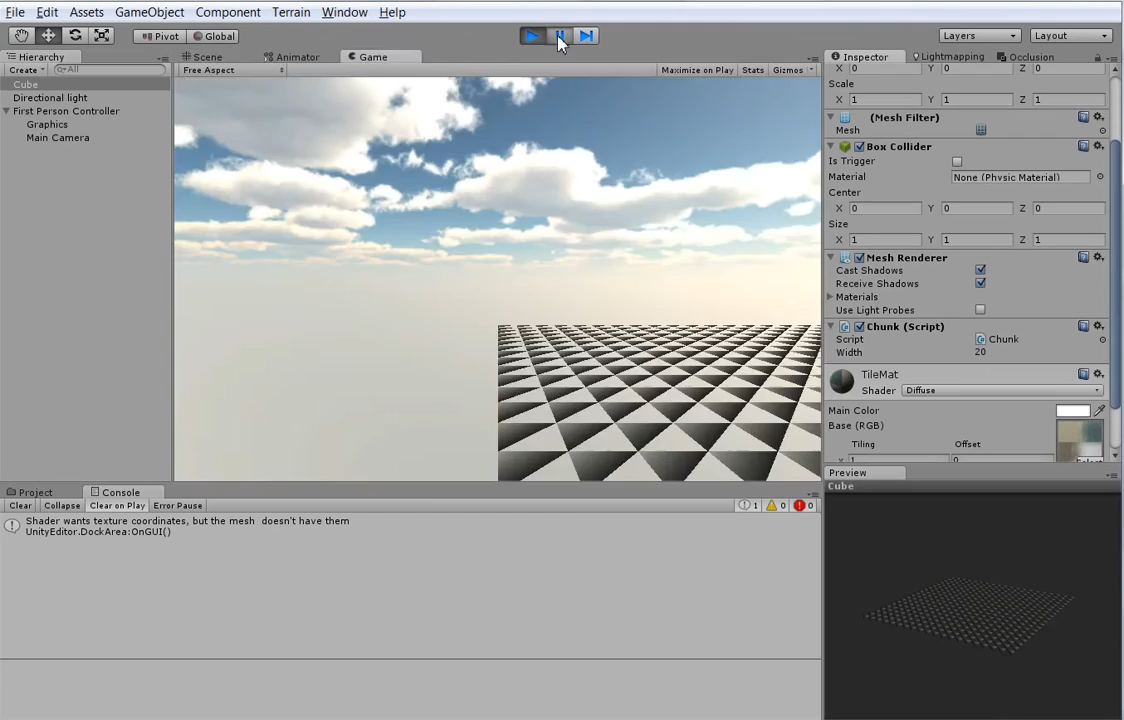 File Edit Assets GameObject Component Terrain Window Help
Pivot Global Layers Layout
Hierarchy Scene Animator Game Inspector Lightmapping Occlusion
Create All Free Aspect Maximize on Play Stats Gizmos
Cube
Directional light
First Person Controller
Graphics
Main Camera
X 0 Y 0 Z 0
Scale
X 1 Y 1 Z 1
(Mesh Filter)
Mesh
Box Collider
Is Trigger
Material None (Physic Material)
Center
X 0 Y 0 Z 0
Size
X 1 Y 1 Z 1
Mesh Renderer
Cast Shadows
Receive Shadows
Materials
Use Light Probes
Chunk (Script)
Script Chunk
Width 20
TileMat
Shader Diffuse
Main Color
Base (RGB)
Tiling Offset
1 0
Select
Preview
Cube
Project Console
Clear Collapse Clear on Play Error Pause 1 0 0
Shader wants texture coordinates, but the mesh doesn't have them
UnityEditor.DockArea:OnGUI()